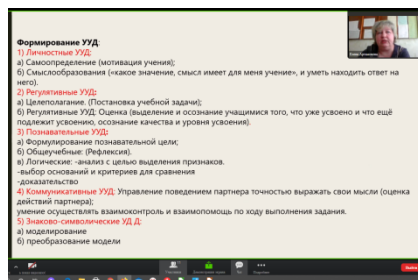 Формирование УУД:
1) Личностные УУД:
а) Самоопределение (мотивация учения);
б) Смыслообразования («какое значение, смысл имеет для меня учение», и уметь находить ответ на
него).
2) Регулятивные УУД:
а) Целеполагание. (Постановка учебной задачи);
б) Регулятивные УУД: Оценка (выделение и осознание учащимися того, что уже усвоено и что ещё
подлежит усвоению, осознание качества и уровня усвоения).
3) Познавательные УУД:
а) Формулирование познавательной цели;
б) Общеучебные: (Рефлексия).
в) Логические: -анализ с целью выделения признаков.
-выбор оснований и критериев для сравнения
-доказательство
4) Коммуникативные УУД: Управление поведением партнера точностью выражать свои мысли (оценка
действий партнера);
умение осуществлять взаимоконтроль и взаимопомощь по ходу выполнения задания.
5) Знаково-символические УД Д:
а) моделирование
б) преобразование модели